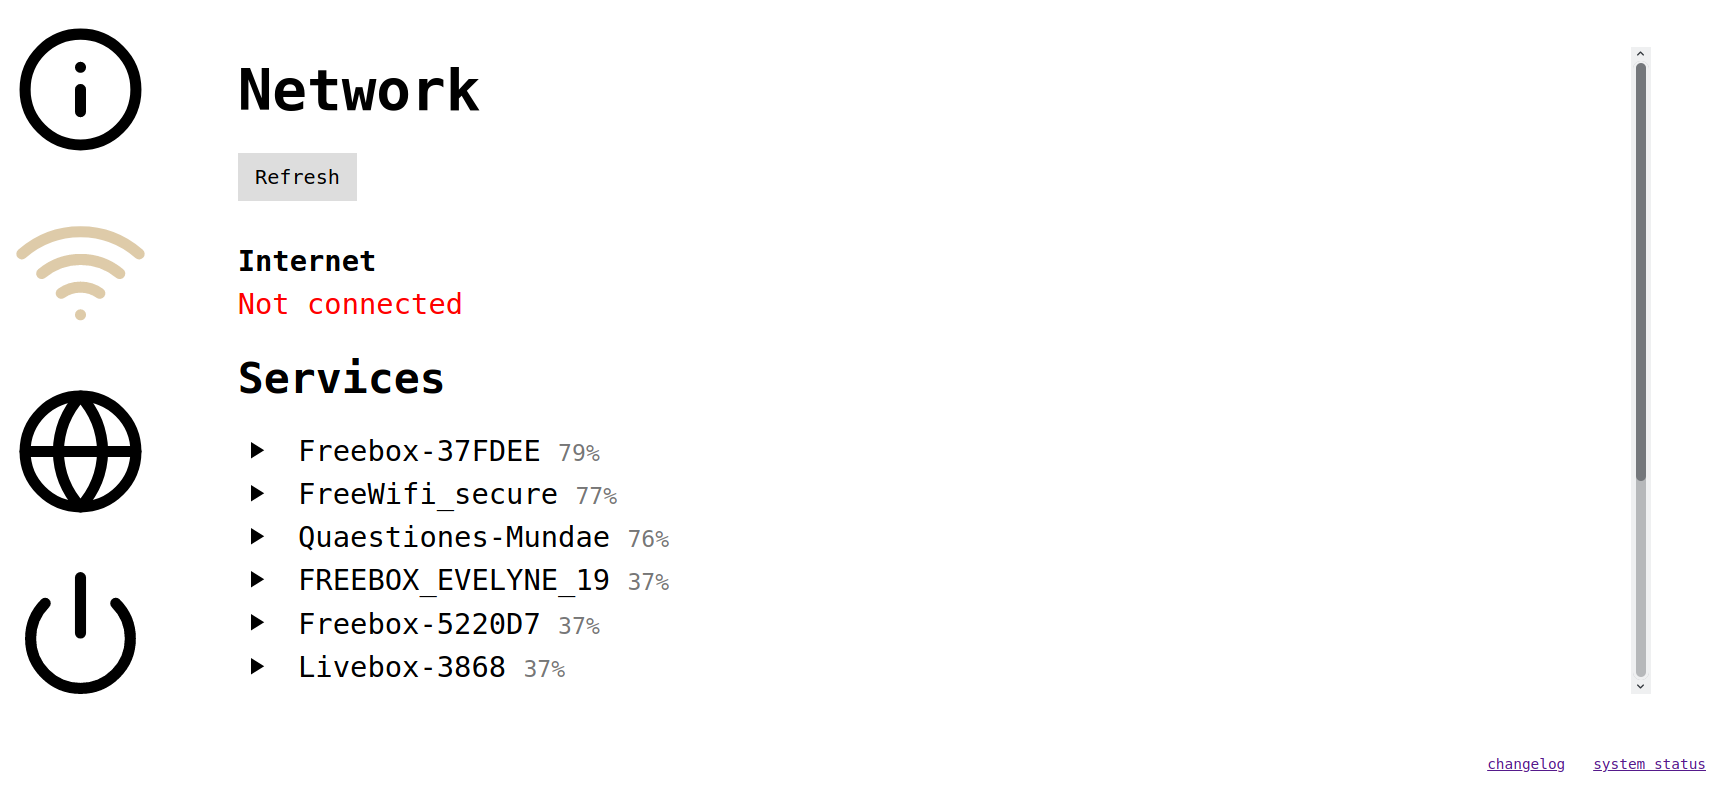 Network
Refresh
Internet
Not connected
Services
Freebox-37FDEE 79%
FreeWifi_secure 77%
Quaestiones-Mundae 76%
FREEBOX_EVELYNE_19 37%
Freebox-5220D7 37%
Livebox-3868 37%
changelog system status